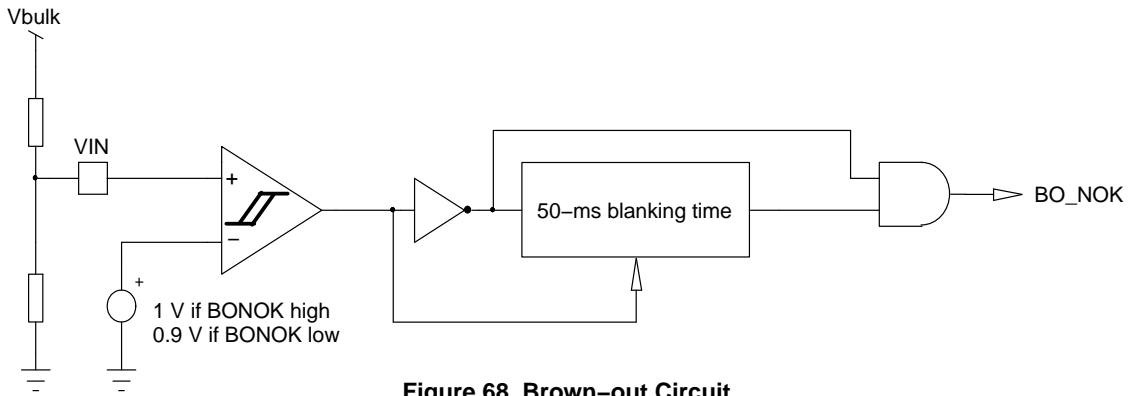 Vbulk
VIN
+
−
+
1 V if BONOK high
0.9 V if BONOK low
50−ms blanking time
BO_NOK
Figure 68. Brown−out Circuit